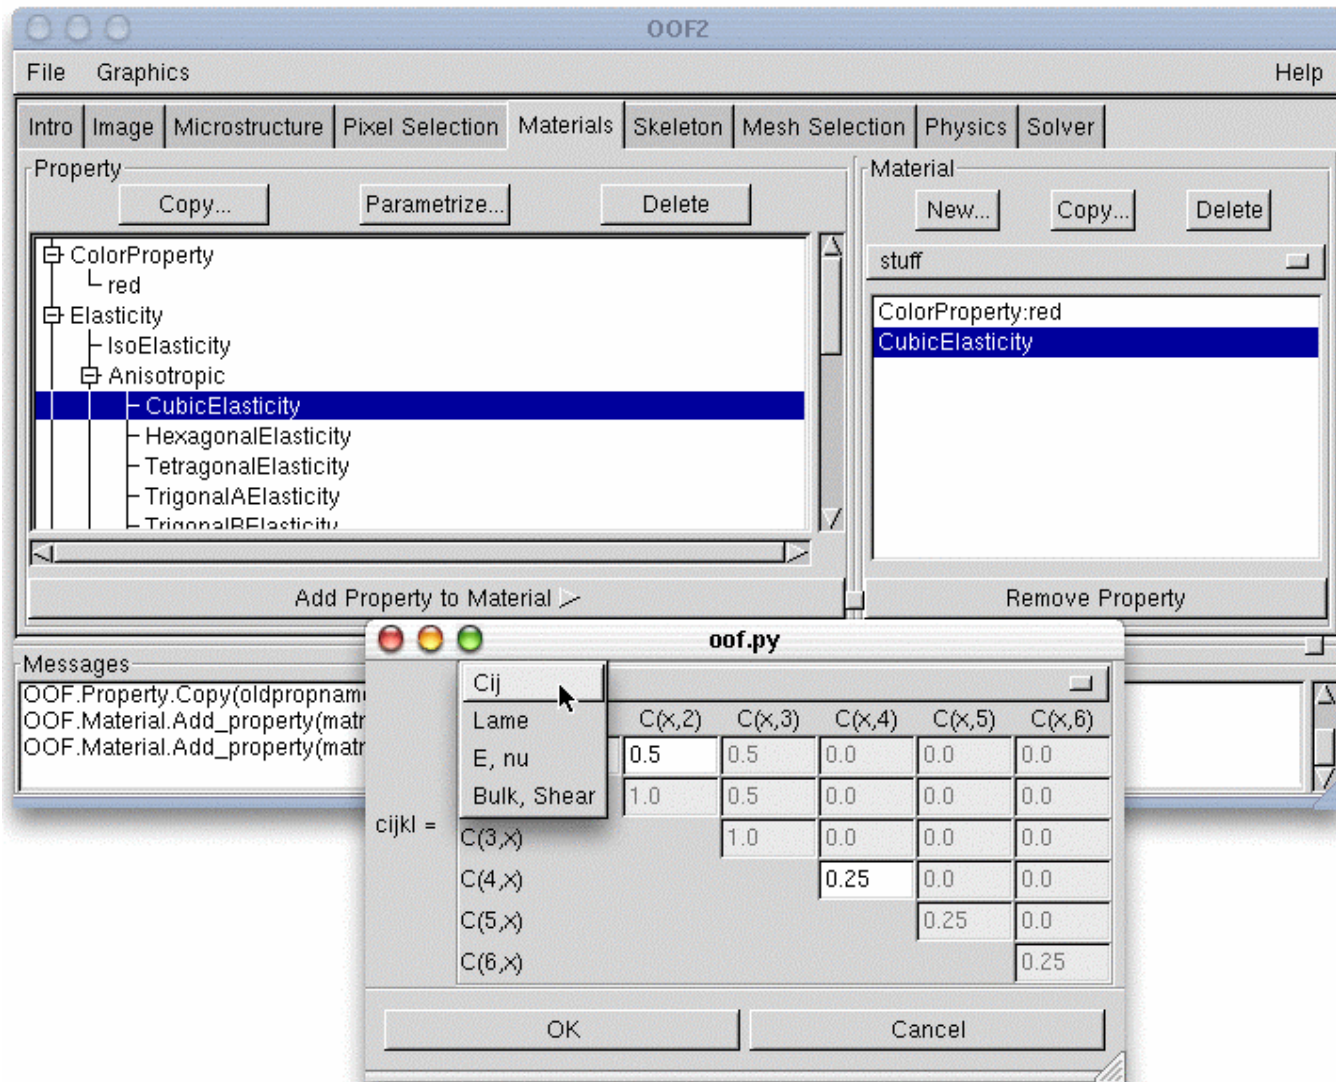 OOF2
File Graphics Help
Intro Image Microstructure Pixel Selection Materials Skeleton Mesh Selection Physics Solver
Property
Copy... Parametrize... Delete
ColorProperty
red
Elasticity
IsoElasticity
Anisotropic
CubicElasticity
HexagonalElasticity
TetragonalElasticity
TrigonalAElasticity
TrigonalBElasticity
Add Property to Material
Material
New... Copy... Delete
stuff
ColorProperty:red
CubicElasticity
Remove Property
Messages
OOF.Property.Copy(oldpropnam
OOF.Material.Add_property(matr
OOF.Material.Add_property(matr
oof.py
Cij
Lame
E, nu
Bulk, Shear
cijkl =
C(x,2) C(x,3) C(x,4) C(x,5) C(x,6)
0.5 0.5 0.0 0.0 0.0
1.0 0.5 0.0 0.0 0.0
C(3,x) 1.0 0.0 0.0 0.0
C(4,x) 0.25 0.0 0.0
C(5,x) 0.25 0.0
C(6,x) 0.25
OK Cancel